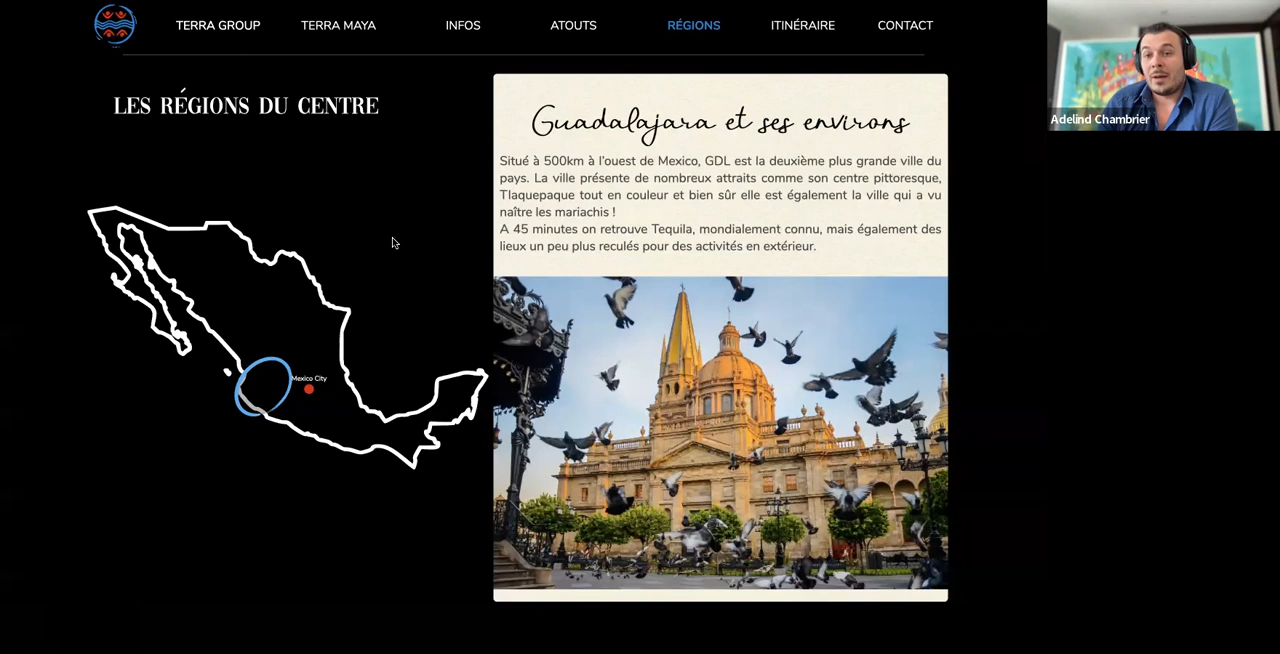 TERRA GROUP TERRA MAYA INFOS ATOUTS RÉGIONS ITINÉRAIRE CONTACT
Adelind Chambrier
LES RÉGIONS DU CENTRE
Guadalajara et ses environs
Situé à 500km à l'ouest de Mexico, GDL est la deuxième plus grande ville du
pays. La ville présente de nombreux attraits comme son centre pittoresque,
Tlaquepaque tout en couleur et bien sûr elle est également la ville qui a vu
naître les mariachis !
A 45 minutes on retrouve Tequila, mondialement connu, mais également des
lieux un peu plus reculés pour des activités en extérieur.
Mexico City